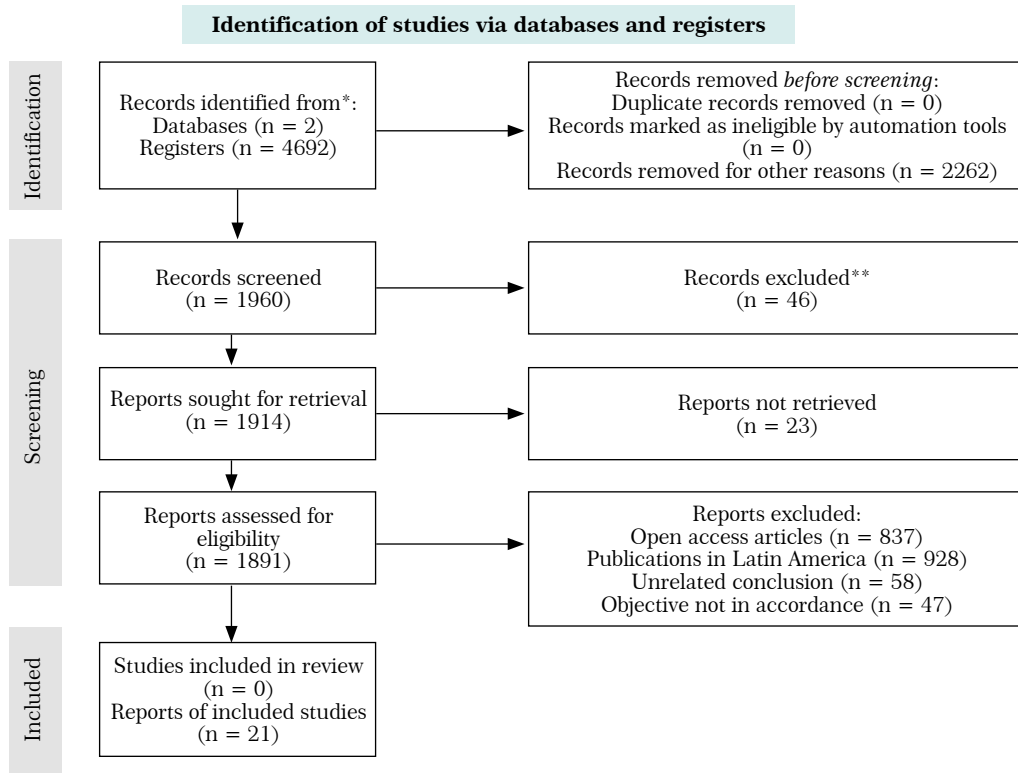 Identification of studies via databases and registers
Identification
Records identified from*:
Databases (n = 2)
Registers (n = 4692)
Records removed before screening:
Duplicate records removed (n = 0)
Records marked as ineligible by automation tools
(n = 0)
Records removed for other reasons (n = 2262)
Screening
Records screened
(n = 1960)
Records excluded**
(n = 46)
Reports sought for retrieval
(n = 1914)
Reports not retrieved
(n = 23)
Reports assessed for
eligibility
(n = 1891)
Reports excluded:
Open access articles (n = 837)
Publications in Latin America (n = 928)
Unrelated conclusion (n = 58)
Objective not in accordance (n = 47)
Included
Studies included in review
(n = 0)
Reports of included studies
(n = 21)